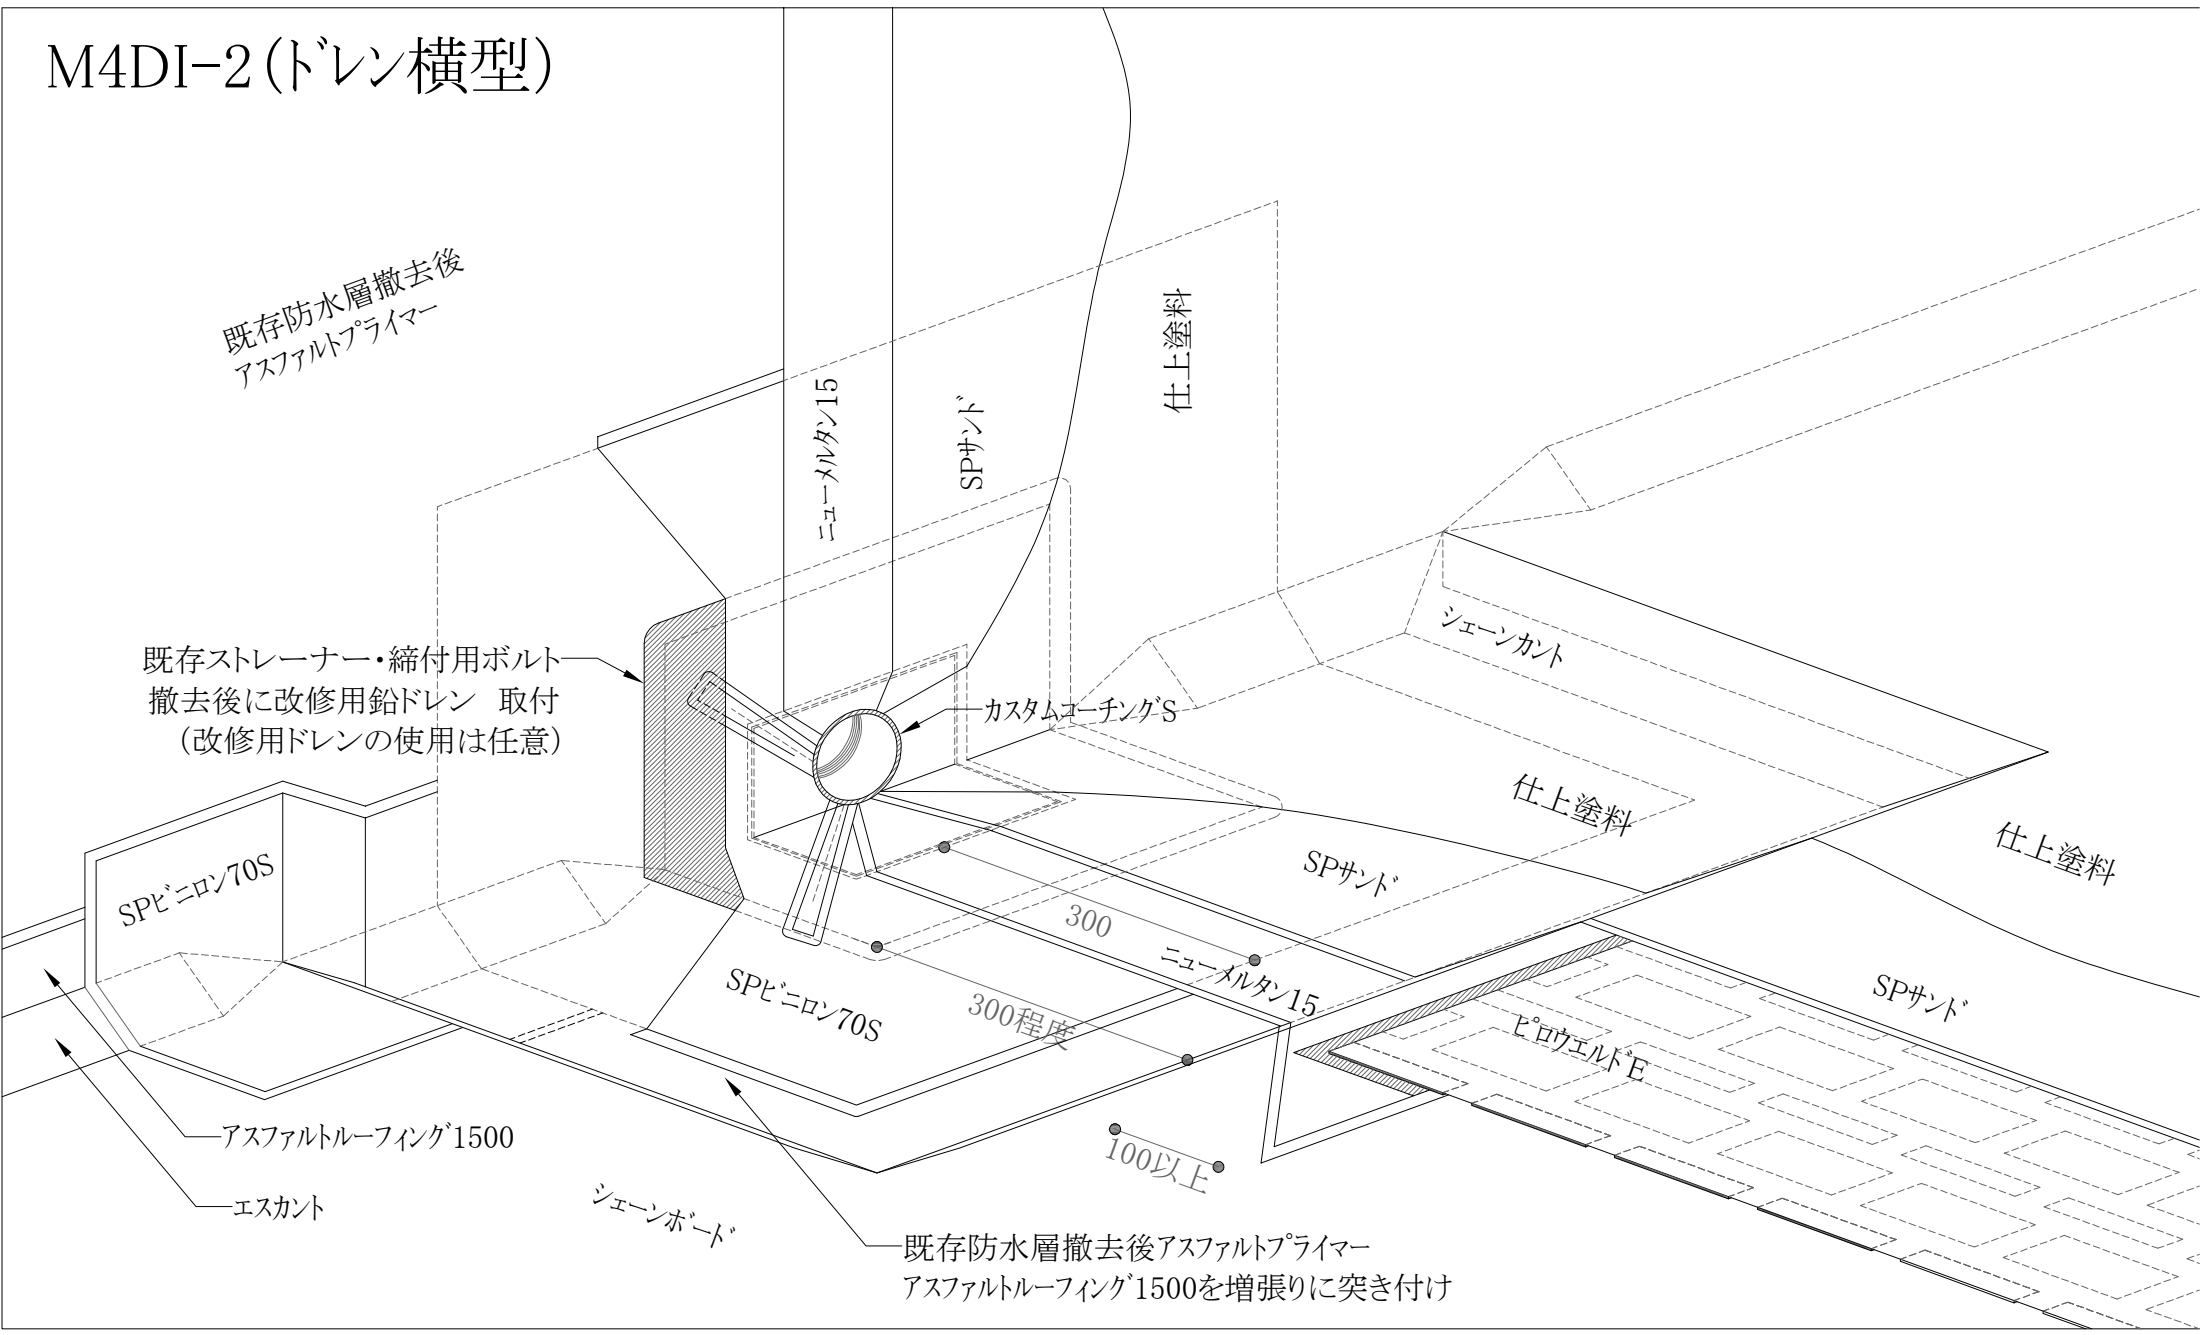 M4DI-2(ドレン横型)
既存防水層撤去後
アスファルトプライマー
ニューメルタン15
SPサンド
仕上塗料
既存ストレーナー・締付用ボルト
撤去後に改修用鉛ドレン 取付
(改修用ドレンの使用は任意)
カスタムコーチングS
シェーンカント
仕上塗料
仕上塗料
SPサンド
SPビニロン70S
300
ニューメルタン15
SPビニロン70S
300程度
SPサンド
ピロウエルドE
アスファルトルーフィング1500
100以上
エスカント
シェーンボード
既存防水層撤去後アスファルトプライマー
アスファルトルーフィング1500を増張りに突き付け